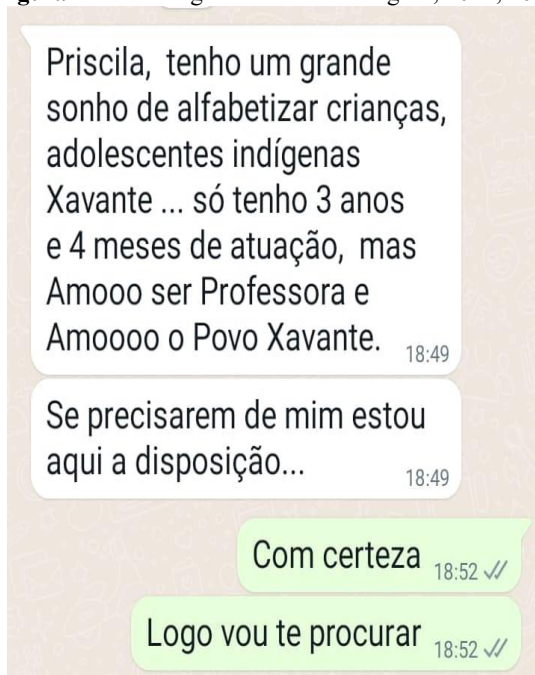 Priscila, tenho um grande
sonho de alfabetizar crianças,
adolescentes indígenas
Xavante ... só tenho 3 anos
e 4 meses de atuação, mas
Amooo ser Professora e
Amoooo o Povo Xavante.
18:49
Se precisarem de mim estou
aqui a disposição...
18:49
Com certeza 18:52
Logo vou te procurar 18:52